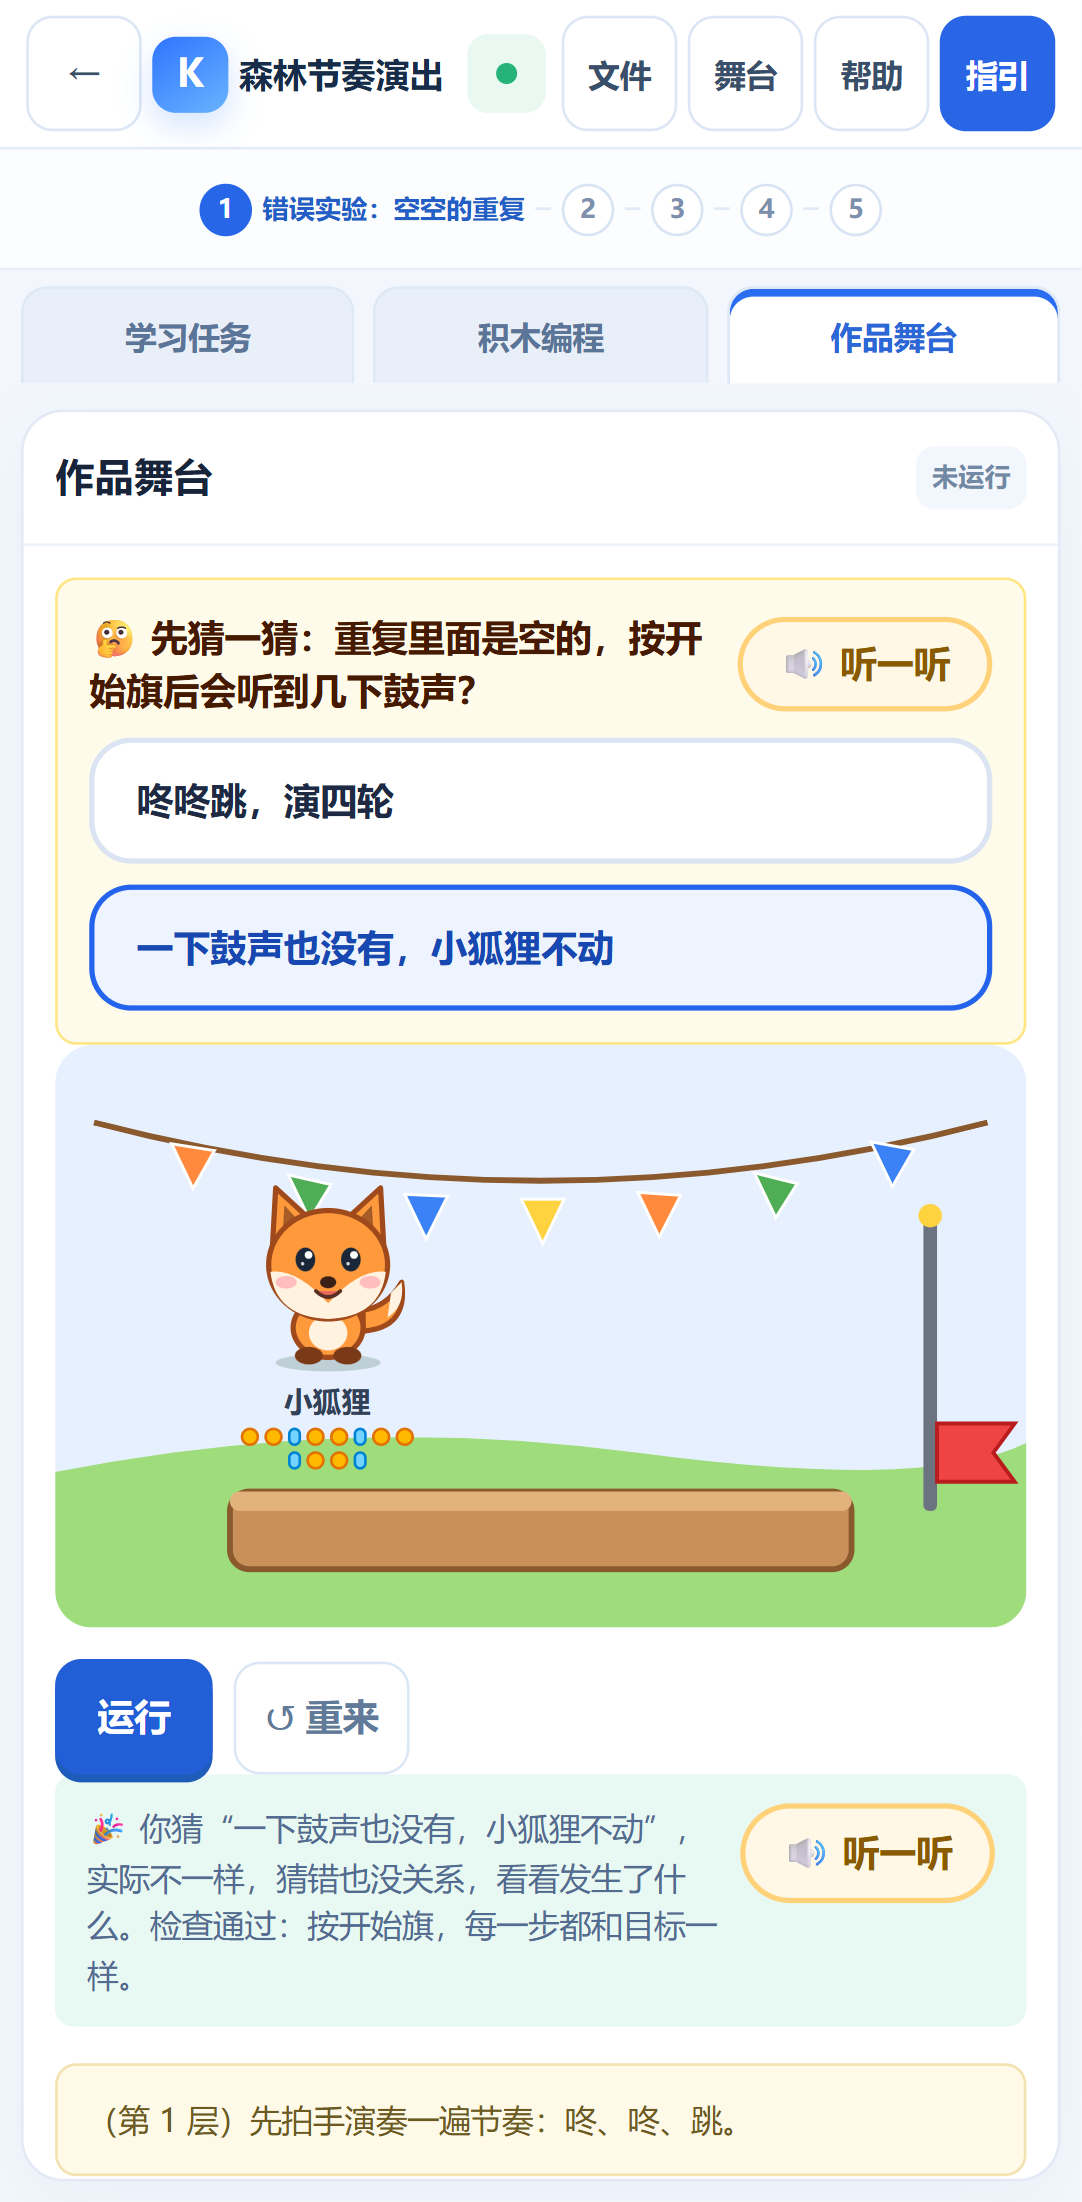 ← K 森林节奏演出 文件 舞台 帮助 指引
1 错误实验：空空的重复 2 3 4 5
学习任务 积木编程 作品舞台
作品舞台 未运行
🤔 先猜一猜：重复里面是空的，按开
始旗后会听到几下鼓声？
🔊 听一听
咚咚跳，演四轮
一下鼓声也没有，小狐狸不动
小狐狸
运行 ↺ 重来
🎉 你猜“一下鼓声也没有，小狐狸不动”，
实际不一样，猜错也没关系，看看发生了什
么。检查通过：按开始旗，每一步都和目标一
样。
🔊 听一听
（第 1 层）先拍手演奏一遍节奏：咚、咚、跳。